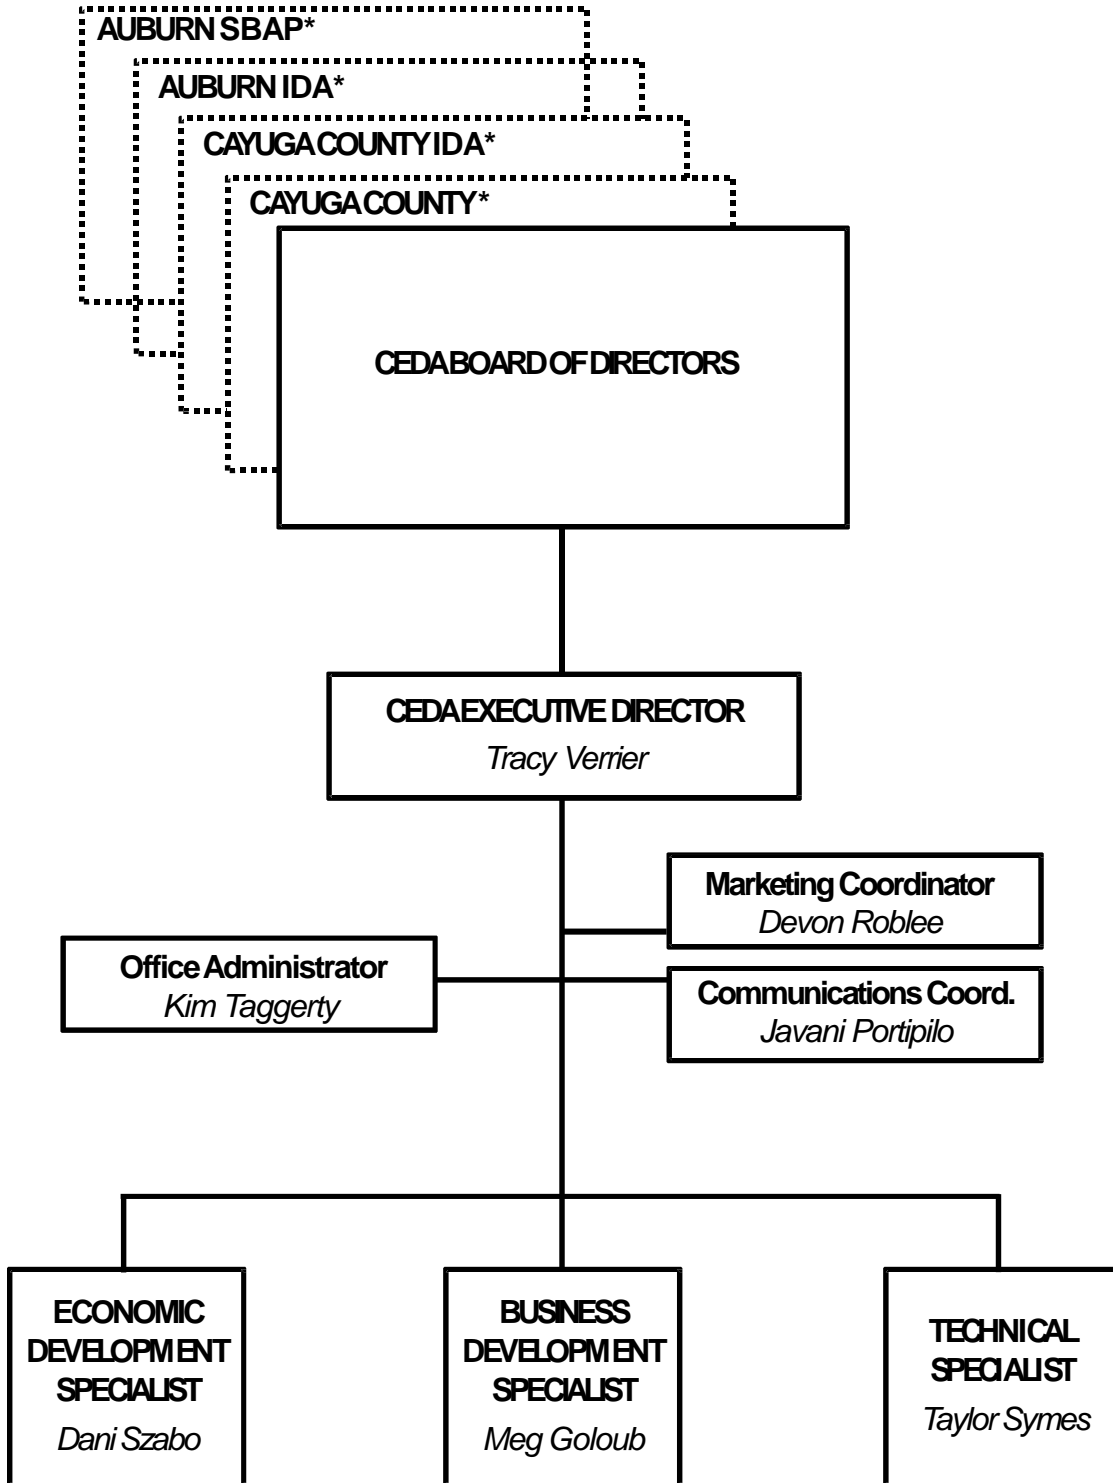 AUBURN SBAP*
AUBURN IDA*
CAYUGA COUNTY IDA*
CAYUGA COUNTY*
CEDA BOARD OF DIRECTORS
CEDA EXECUTIVE DIRECTOR
Tracy Verrier
Marketing Coordinator
Devon Roblee
Office Administrator
Kim Taggerty
Communications Coord.
Javani Portipilo
ECONOMIC
DEVELOPMENT
SPECIALIST
Dani Szabo
BUSINESS
DEVELOPMENT
SPECIALIST
Meg Goloub
TECHNICAL
SPECIALIST
Taylor Symes